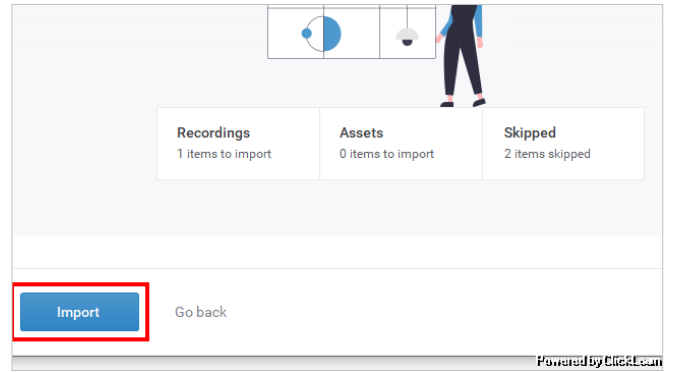 Recordings
1 items to import
Assets
0 items to import
Skipped
2 items skipped
Import
Go back
Powered by ClickLearn